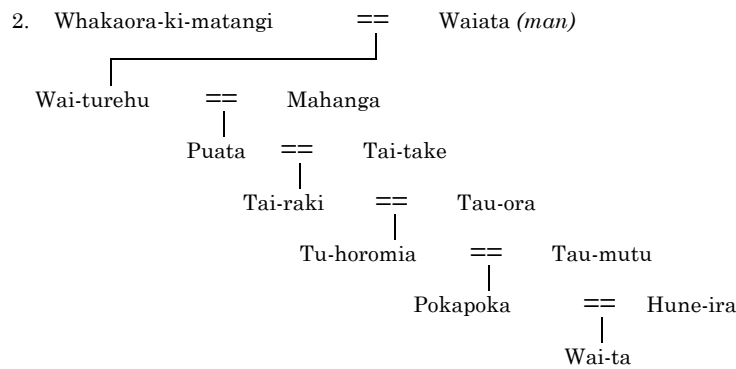 2. Whakaora-ki-matangi == Waiata (man)
Wai-turehu == Mahanga
Puata == Tai-take
Tai-raki == Tau-ora
Tu-horomia == Tau-mutu
Pokapoka == Hune-ira
Wai-ta